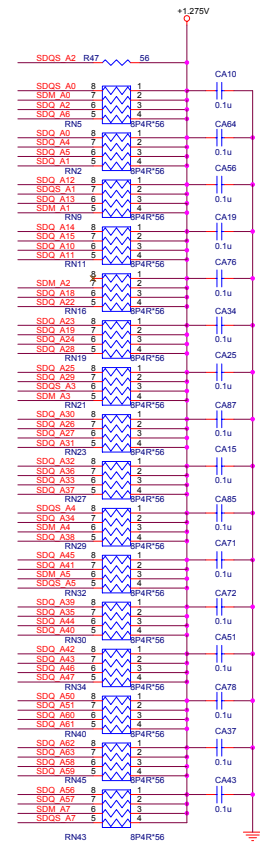 +1.275V
SDQS_A2 R47 56
CA10
SDQS_A0 8 1
SDM_A0 7 2
SDQ_A2 6 3
0.1u
SDQ_A6 5 4
RN5 8P4R*56
CA64
SDQ_A0 8 1
SDQ_A4 7 2
SDQ_A5 6 3
0.1u
SDQ_A1 5 4
RN2 8P4R*56
CA56
SDQ_A12 8 1
SDQS_A1 7 2
SDQ_A13 6 3
0.1u
SDM_A1 5 4
RN9 8P4R*56
CA19
SDQ_A14 8 1
SDQ_A15 7 2
SDQ_A10 6 3
0.1u
SDQ_A11 5 4
RN11 8P4R*56
CA76
8 1
SDM_A2 7 2
SDQ_A18 6 3
0.1u
SDQ_A22 5 4
RN16 8P4R*56
CA34
SDQ_A23 8 1
SDQ_A19 7 2
SDQ_A24 6 3
0.1u
SDQ_A28 5 4
RN19 8P4R*56
CA25
SDQ_A25 8 1
SDQ_A29 7 2
SDQS_A3 6 3
0.1u
SDM_A3 5 4
RN21 8P4R*56
CA87
SDQ_A30 8 1
SDQ_A26 7 2
SDQ_A27 6 3
0.1u
SDQ_A31 5 4
RN23 8P4R*56
CA15
SDQ_A32 8 1
SDQ_A36 7 2
SDQ_A33 6 3
0.1u
SDQ_A37 5 4
RN27 8P4R*56
CA85
SDQS_A4 8 1
SDQ_A34 7 2
SDM_A4 6 3
0.1u
SDQ_A38 5 4
RN29 8P4R*56
CA71
SDQ_A45 8 1
SDQ_A41 7 2
SDM_A5 6 3
0.1u
SDQS_A5 5 4
RN32 8P4R*56
CA72
SDQ_A39 8 1
SDQ_A35 7 2
SDQ_A44 6 3
0.1u
SDQ_A40 5 4
RN30 8P4R*56
CA51
SDQ_A42 8 1
SDQ_A43 7 2
SDQ_A46 6 3
0.1u
SDQ_A47 5 4
RN34 8P4R*56
CA78
SDQ_A50 8 1
SDQ_A51 7 2
SDQ_A60 6 3
0.1u
SDQ_A61 5 4
RN40 8P4R*56
CA37
SDQ_A62 8 1
SDQ_A63 7 2
SDQ_A58 6 3
0.1u
SDQ_A59 5 4
RN45 8P4R*56
CA43
SDQ_A56 8 1
SDQ_A57 7 2
SDM_A7 6 3
0.1u
SDQS_A7 5 4
RN43 8P4R*56